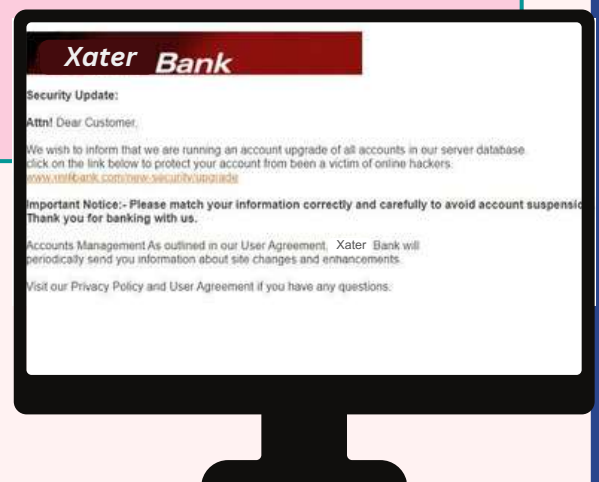 Xater Bank
Security Update:
Attn! Dear Customer,
We wish to inform that we are running an account upgrade of all accounts in our server database.
click on the link below to protect your account from been a victim of online hackers.
Important Notice:- Please match your information correctly and carefully to avoid account suspensio
Thank you for banking with us.
Accounts Management As outlined in our User Agreement, Xater Bank will
periodically send you information about site changes and enhancements.
Visit our Privacy Policy and User Agreement if you have any questions.